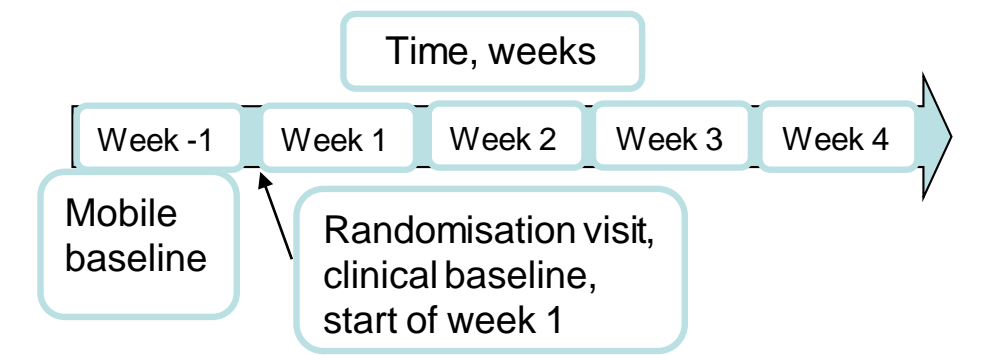 Time, weeks
Week -1
Week 1
Week 2
Week 3
Week 4
Mobile
baseline
Randomisation visit,
clinical baseline,
start of week 1